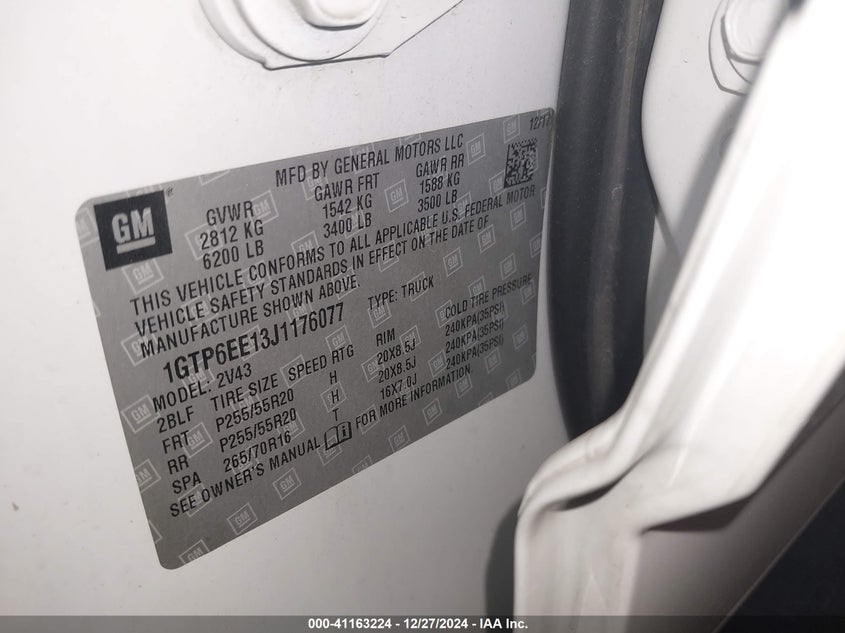 12/17
MFD BY GENERAL MOTORS LLC
GM
GVWR GAWR FRT GAWR RR
2812 KG 1542 KG 1588 KG
6200 LB 3400 LB 3500 LB
THIS VEHICLE CONFORMS TO ALL APPLICABLE U.S. FEDERAL MOTOR
VEHICLE SAFETY STANDARDS IN EFFECT ON THE DATE OF
MANUFACTURE SHOWN ABOVE.
1GTP6EE13J1176077 TYPE: TRUCK
MODEL: 2V43
2BLF TIRE SIZE SPEED RTG RIM COLD TIRE PRESSURE
FRT P255/55R20 H 20X8.5J 240KPA(35PSI)
RR P255/55R20 H 20X8.5J 240KPA(35PSI)
SPA 265/70R16 T 16X7.0J 240KPA(35PSI)
SEE OWNER'S MANUAL FOR MORE INFORMATION.
000-41163224 - 12/27/2024 - IAA Inc.